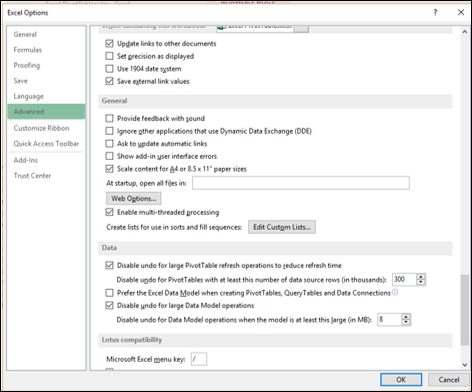 Excel Options
?
General
Formulas
Proofing
Save
Language
Advanced
Customize Ribbon
Quick Access Toolbar
Add-Ins
Trust Center
When calculating this workbook:
Update links to other documents
Set precision as displayed
Use 1904 date system
Save external link values
General
Provide feedback with sound
Ignore other applications that use Dynamic Data Exchange (DDE)
Ask to update automatic links
Show add-in user interface errors
Scale content for A4 or 8.5 x 11" paper sizes
At startup, open all files in:
Web Options...
Enable multi-threaded processing
Create lists for use in sorts and fill sequences: Edit Custom Lists...
Data
Disable undo for large PivotTable refresh operations to reduce refresh time
Disable undo for PivotTables with at least this number of data source rows (in thousands): 300
Prefer the Excel Data Model when creating PivotTables, QueryTables and Data Connections
Disable undo for large Data Model operations
Disable undo for Data Model operations when the model is at least this large (in MB): 8
Lotus compatibility
Microsoft Excel menu key: /
OK Cancel